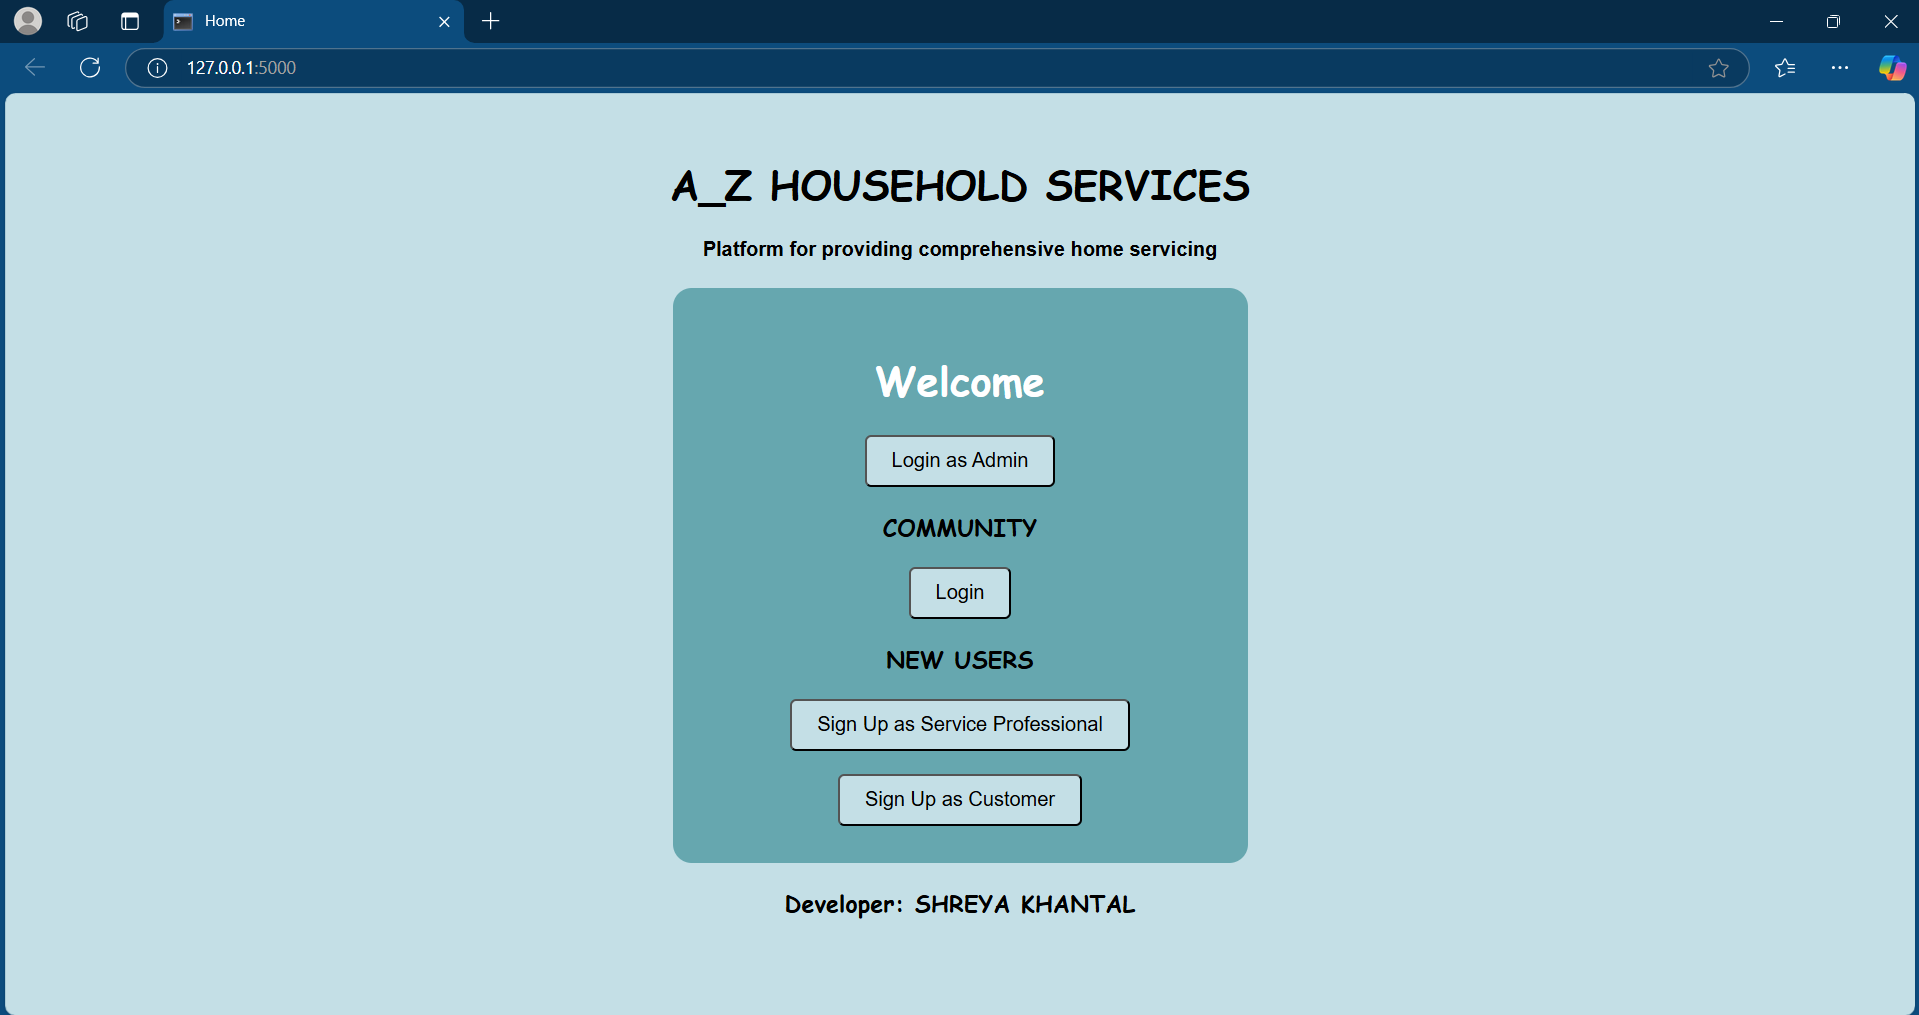 Home
127.0.0.1:5000
A_Z HOUSEHOLD SERVICES
Platform for providing comprehensive home servicing
Welcome
Login as Admin
COMMUNITY
Login
NEW USERS
Sign Up as Service Professional
Sign Up as Customer
Developer: SHREYA KHANTAL